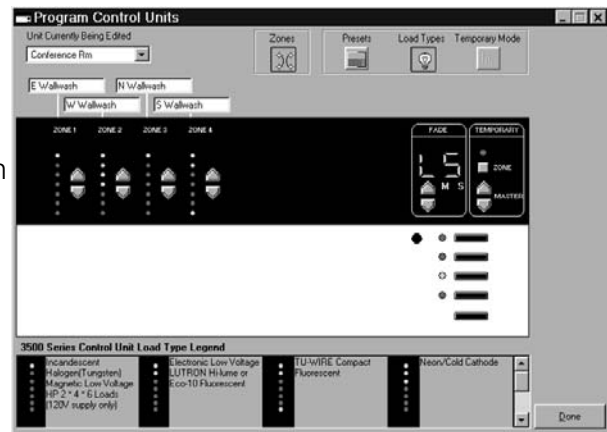 Program Control Units
Unit Currently Being Edited
Conference Rm
Zones
Presets
Load Types
Temporary Mode
E Wallwash
N Wallwash
W Wallwash
S Wallwash
ZONE 1
ZONE 2
ZONE 3
ZONE 4
FADE
TEMPORARY
LS
M S
ZONE
MASTER
3500 Series Control Unit Load Type Legend
Incandescent
Halogen(Tungsten)
Magnetic Low Voltage
HP 2 * 4 * 6 Loads
(120V supply only)
Electronic Low Voltage
LUTRON Hi-lume or
Eco-10 Fluorescent
TU-WIRE Compact
Fluorescent
Neon/Cold Cathode
Done